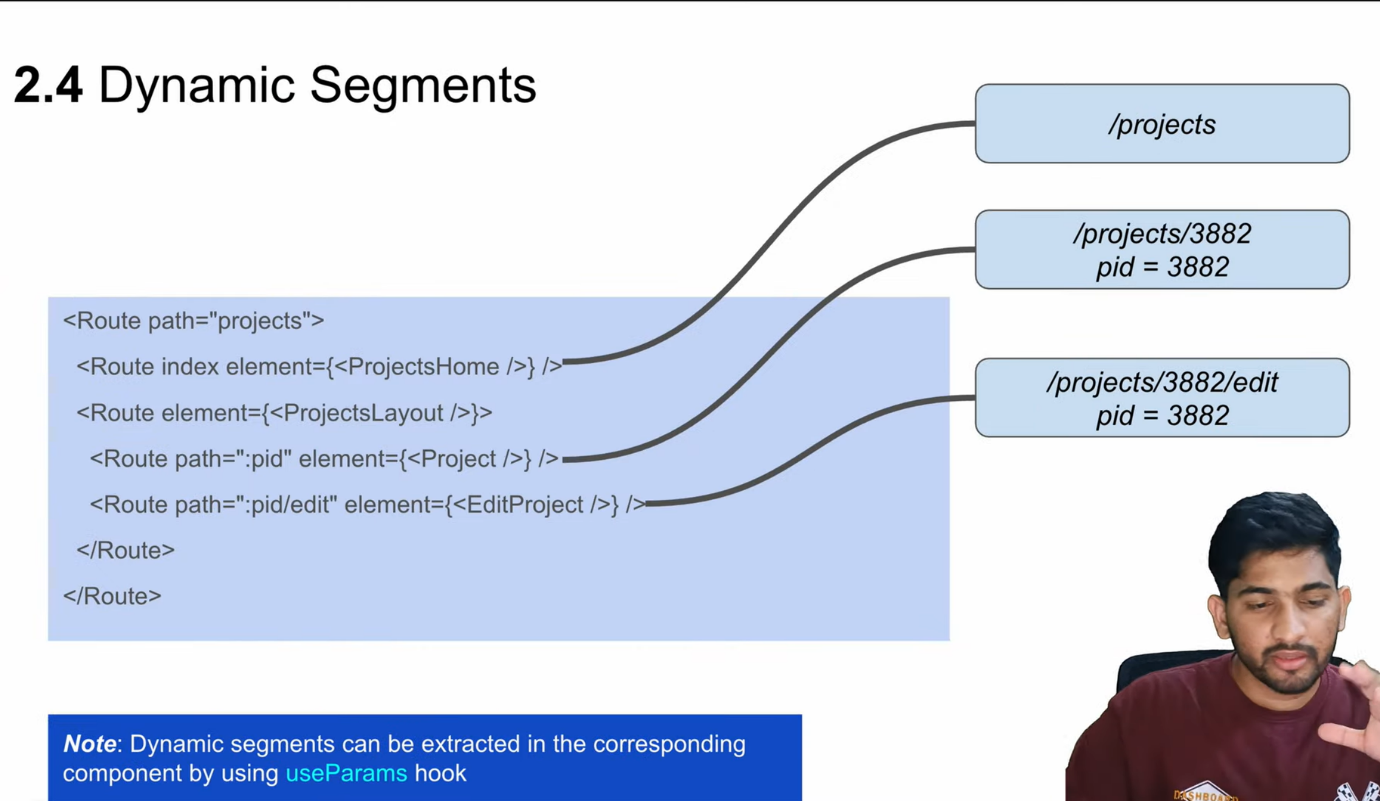 2.4 Dynamic Segments
/projects
/projects/3882
pid = 3882
/projects/3882/edit
pid = 3882
<Route path="projects">
<Route index element={<ProjectsHome />} />
<Route element={<ProjectsLayout />}>
<Route path=":pid" element={<Project />} />
<Route path=":pid/edit" element={<EditProject />} />
</Route>
</Route>
Note: Dynamic segments can be extracted in the corresponding
component by using useParams hook
DASHBOARD